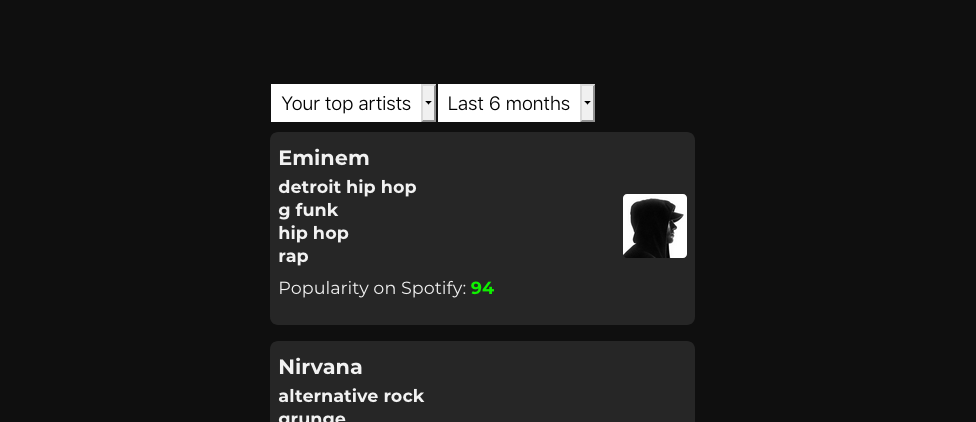 Your top artists Last 6 months
Eminem
detroit hip hop
g funk
hip hop
rap
Popularity on Spotify: 94
Nirvana
alternative rock
grunge